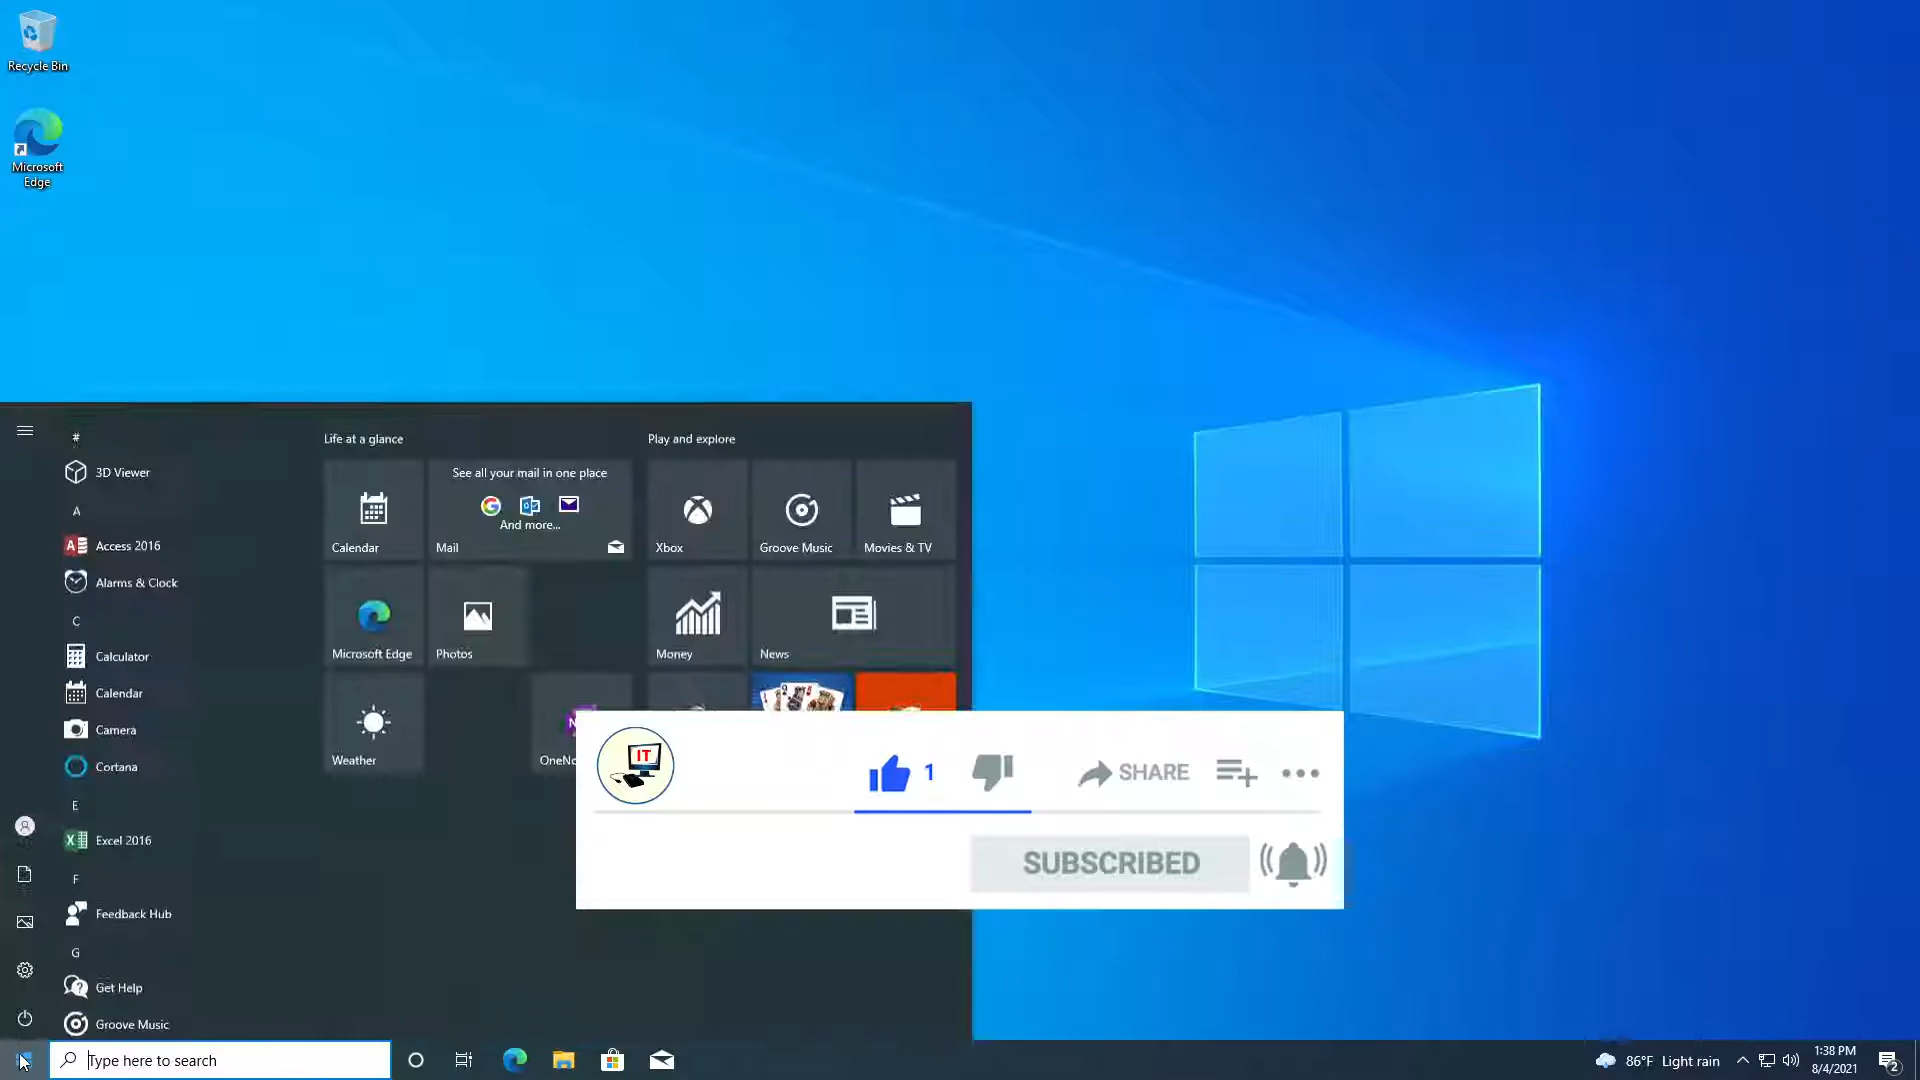 Recycle Bin
Microsoft
Edge
#
3D Viewer
A
Access 2016
Alarms & Clock
C
Calculator
Calendar
Camera
Cortana
E
Excel 2016
F
Feedback Hub
G
Get Help
Groove Music
Life at a glance
Calendar
See all your mail in one place
And more...
Mail
Microsoft Edge
Photos
Weather
Play and explore
Xbox
Groove Music
Movies & TV
Money
News
IT
1
SHARE
SUBSCRIBED
Type here to search
86°F Light rain
1:38 PM
8/4/2021
2